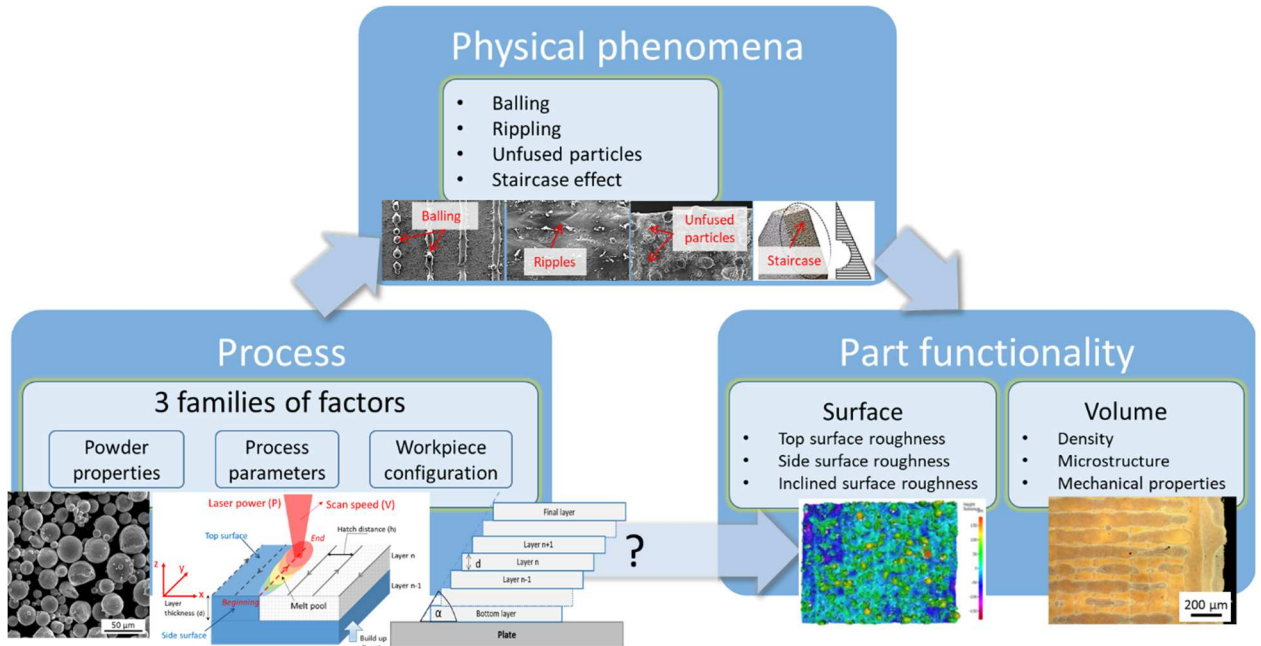 Physical phenomena
• Balling
• Rippling
• Unfused particles
• Staircase effect
Balling
Ripples
Unfused
particles
Staircase
Process
3 families of factors
Powder
properties
Process
parameters
Workpiece
configuration
50 µm
Laser power (P)
Scan speed (V)
Hatch distance (h)
Top surface
End
Layer n
Layer n-1
z
y
x
Beginning
Melt pool
Layer
thickness (d)
Side surface
Build up
Final layer
Layer n+1
d
Layer n
Layer n-1
α
Bottom layer
Plate
?
Part functionality
Surface
• Top surface roughness
• Side surface roughness
• Inclined surface roughness
Volume
• Density
• Microstructure
• Mechanical properties
200 µm